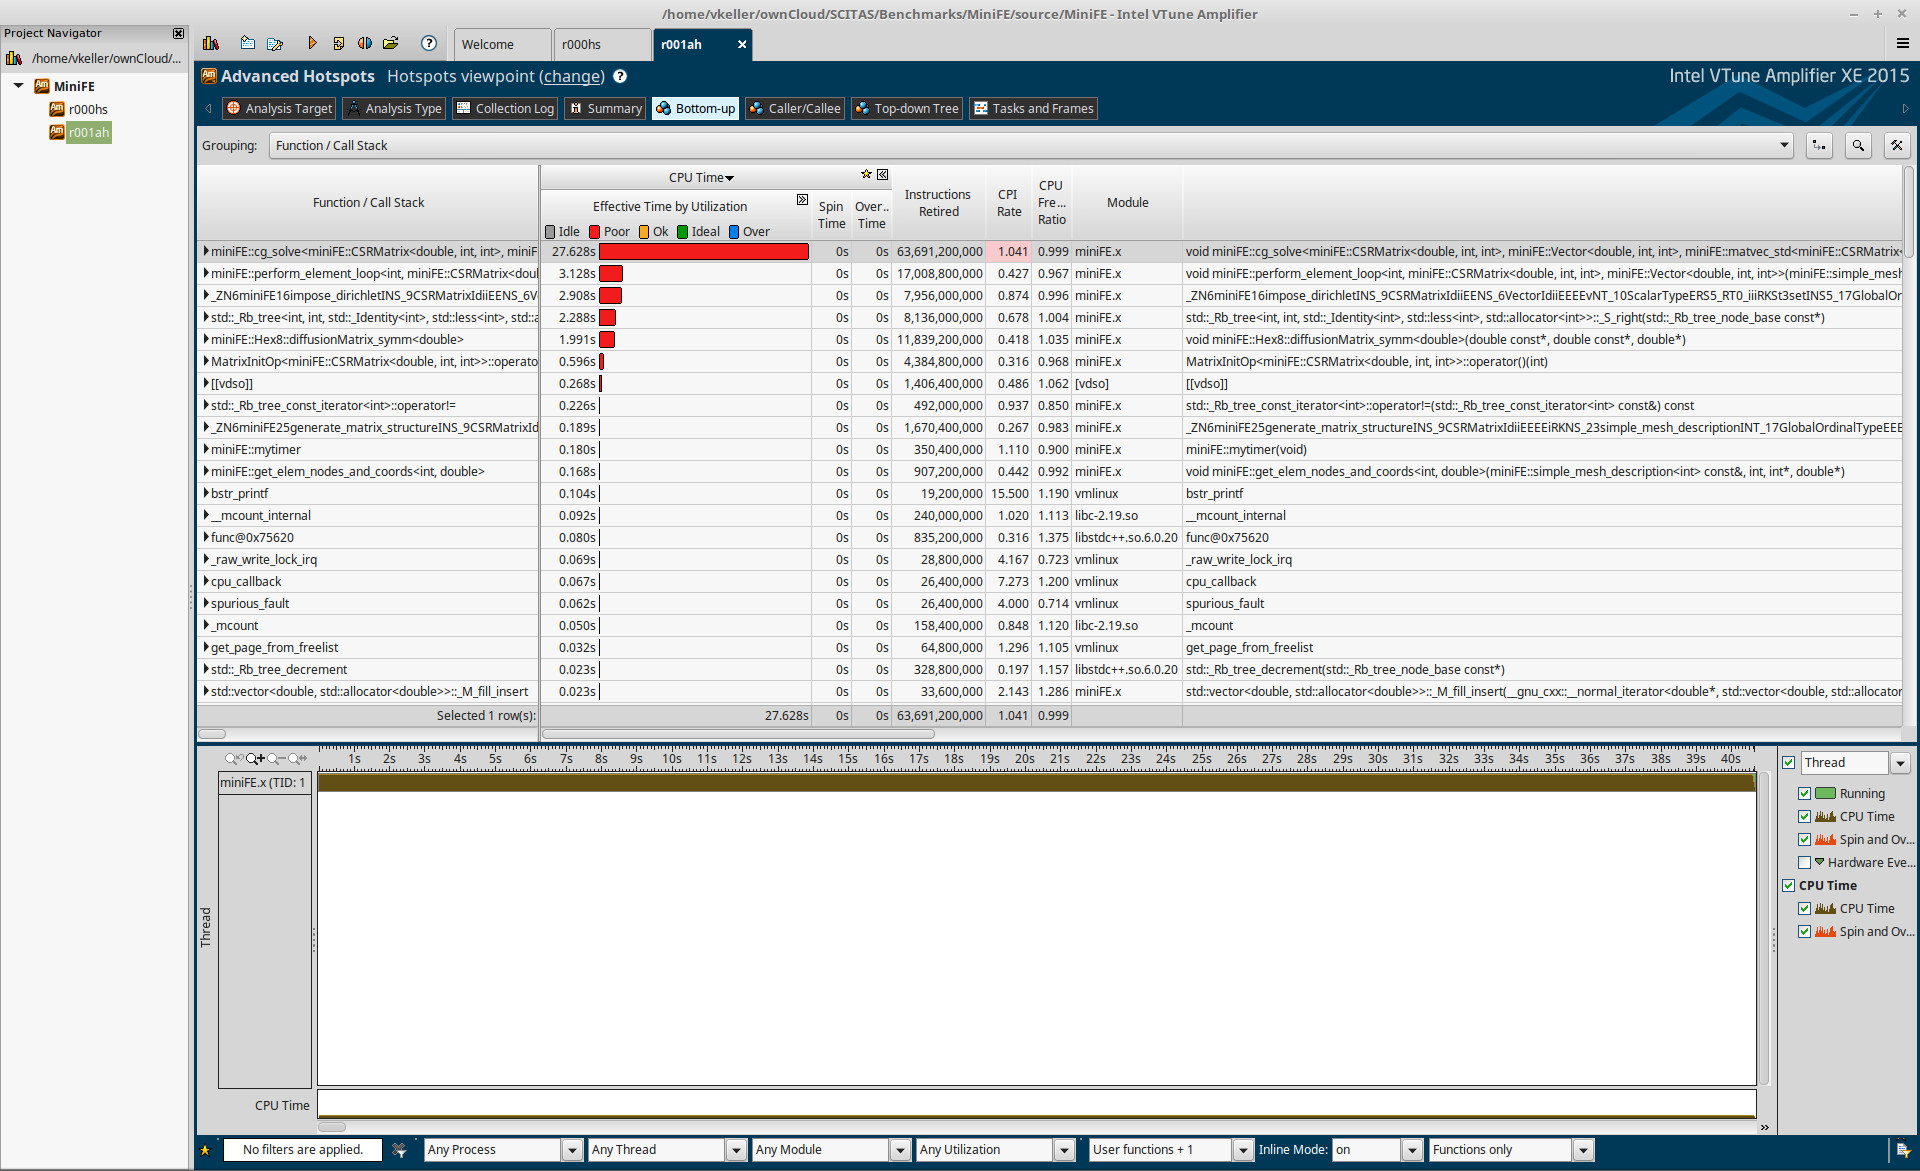 /home/vkeller/ownCloud/SCITAS/Benchmarks/MiniFE/source/MiniFE - Intel VTune Amplifier
Project Navigator
/home/vkeller/ownCloud/...
MiniFE
r000hs
r001ah
Welcome
r000hs
r001ah
Advanced Hotspots Hotspots viewpoint (change) ?
Intel VTune Amplifier XE 2015
Analysis Target
Analysis Type
Collection Log
Summary
Bottom-up
Caller/Callee
Top-down Tree
Tasks and Frames
Grouping: Function / Call Stack
Function / Call Stack
CPU Time
Effective Time by Utilization
Idle Poor Ok Ideal Over
Spin Time
Over.. Time
Instructions Retired
CPI Rate
CPU Fre... Ratio
Module
miniFE::cg_solve<miniFE::CSRMatrix<double, int, int>, miniF 27.628s 0s 0s 63,691,200,000 1.041 0.999 miniFE.x void miniFE::cg_solve<miniFE::CSRMatrix<double, int, int>, miniFE::Vector<double, int, int>, miniFE::matvec_std<miniFE::CSRMatrix<
miniFE::perform_element_loop<int, miniFE::CSRMatrix<doul 3.128s 0s 0s 17,008,800,000 0.427 0.967 miniFE.x void miniFE::perform_element_loop<int, miniFE::CSRMatrix<double, int, int>, miniFE::Vector<double, int, int>>(miniFE::simple_mesh
_ZN6miniFE16impose_dirichletINS_9CSRMatrixIdiiEENS_6V 2.908s 0s 0s 7,956,000,000 0.874 0.996 miniFE.x _ZN6miniFE16impose_dirichletINS_9CSRMatrixIdiiEENS_6VectorIdiiEEEEvNT_10ScalarTypeERS5_RT0_iiiRKSt3setINS5_17GlobalOr
std::_Rb_tree<int, int, std::_Identity<int>, std::less<int>, std::a 2.288s 0s 0s 8,136,000,000 0.678 1.004 miniFE.x std::_Rb_tree<int, int, std::_Identity<int>, std::less<int>, std::allocator<int>>::_S_right(std::_Rb_tree_node_base const*)
miniFE::Hex8::diffusionMatrix_symm<double> 1.991s 0s 0s 11,839,200,000 0.418 1.035 miniFE.x void miniFE::Hex8::diffusionMatrix_symm<double>(double const*, double const*, double*)
MatrixInitOp<miniFE::CSRMatrix<double, int, int>>::operato 0.596s 0s 0s 4,384,800,000 0.316 0.968 miniFE.x MatrixInitOp<miniFE::CSRMatrix<double, int, int>>::operator()(int)
[[vdso]] 0.268s 0s 0s 1,406,400,000 0.486 1.062 [vdso] [[vdso]]
std::_Rb_tree_const_iterator<int>::operator!= 0.226s 0s 0s 492,000,000 0.937 0.850 miniFE.x std::_Rb_tree_const_iterator<int>::operator!=(std::_Rb_tree_const_iterator<int> const&) const
_ZN6miniFE25generate_matrix_structureINS_9CSRMatrixId 0.189s 0s 0s 1,670,400,000 0.267 0.983 miniFE.x _ZN6miniFE25generate_matrix_structureINS_9CSRMatrixIdiiEEEEiRKNS_23simple_mesh_descriptionINT_17GlobalOrdinalTypeEEE
miniFE::mytimer 0.180s 0s 0s 350,400,000 1.110 0.900 miniFE.x miniFE::mytimer(void)
miniFE::get_elem_nodes_and_coords<int, double> 0.168s 0s 0s 907,200,000 0.442 0.992 miniFE.x void miniFE::get_elem_nodes_and_coords<int, double>(miniFE::simple_mesh_description<int> const&, int, int*, double*)
bstr_printf 0.104s 0s 0s 19,200,000 15.500 1.190 vmlinux bstr_printf
__mcount_internal 0.092s 0s 0s 240,000,000 1.020 1.113 libc-2.19.so __mcount_internal
func@0x75620 0.080s 0s 0s 835,200,000 0.316 1.375 libstdc++.so.6.0.20 func@0x75620
_raw_write_lock_irq 0.069s 0s 0s 28,800,000 4.167 0.723 vmlinux _raw_write_lock_irq
cpu_callback 0.067s 0s 0s 26,400,000 7.273 1.200 vmlinux cpu_callback
spurious_fault 0.062s 0s 0s 26,400,000 4.000 0.714 vmlinux spurious_fault
_mcount 0.050s 0s 0s 158,400,000 0.848 1.120 libc-2.19.so _mcount
get_page_from_freelist 0.032s 0s 0s 64,800,000 1.296 1.105 vmlinux get_page_from_freelist
std::_Rb_tree_decrement 0.023s 0s 0s 328,800,000 0.197 1.157 libstdc++.so.6.0.20 std::_Rb_tree_decrement(std::_Rb_tree_node_base const*)
std::vector<double, std::allocator<double>>::_M_fill_insert 0.023s 0s 0s 33,600,000 2.143 1.286 miniFE.x std::vector<double, std::allocator<double>>::_M_fill_insert(__gnu_cxx::__normal_iterator<double*, std::vector<double, std::allocator
Selected 1 row(s): 27.628s 0s 0s 63,691,200,000 1.041 0.999
1s 2s 3s 4s 5s 6s 7s 8s 9s 10s 11s 12s 13s 14s 15s 16s 17s 18s 19s 20s 21s 22s 23s 24s 25s 26s 27s 28s 29s 30s 31s 32s 33s 34s 35s 36s 37s 38s 39s 40s
miniFE.x (TID: 1
Thread
CPU Time
Thread
Running
CPU Time
Spin and Ov...
Hardware Eve...
CPU Time
CPU Time
Spin and Ov...
No filters are applied.
Any Process
Any Thread
Any Module
Any Utilization
User functions + 1
Inline Mode: on
Functions only